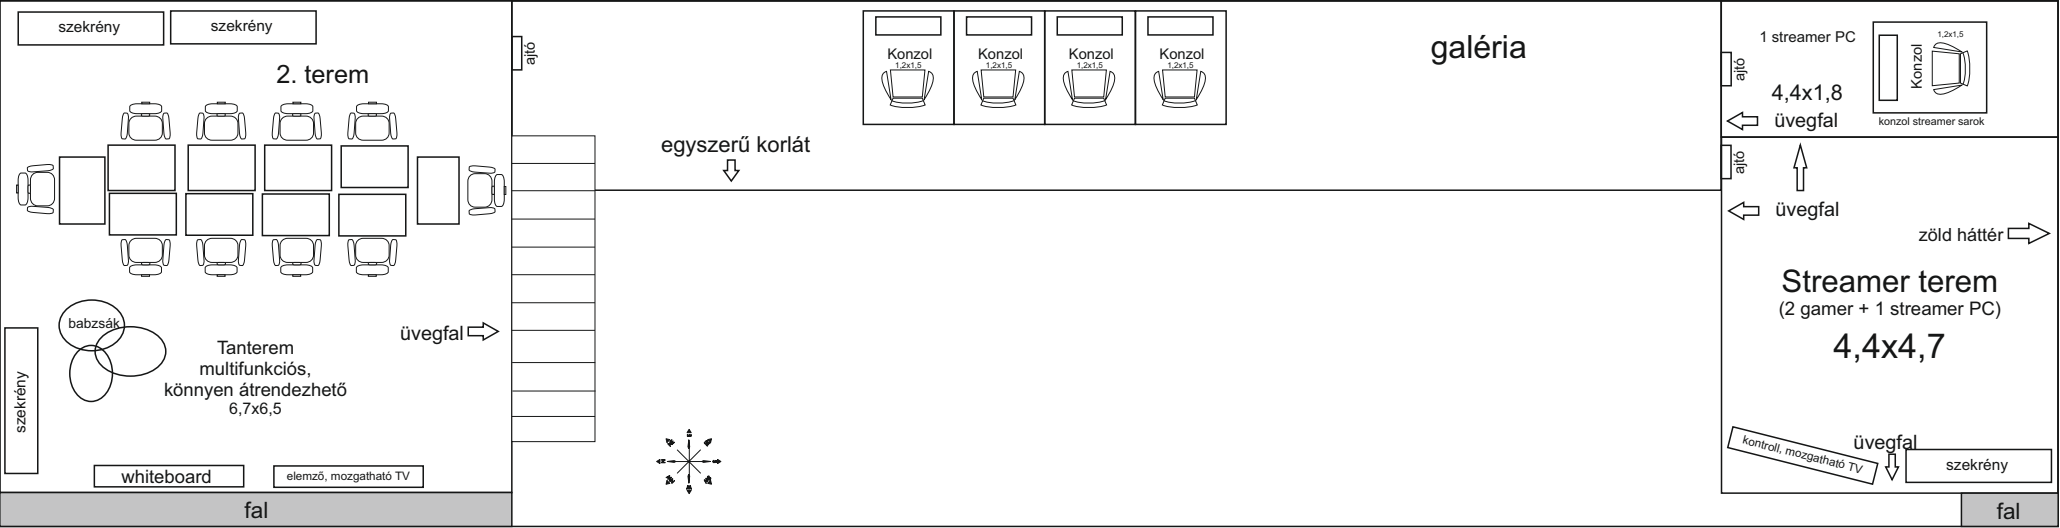 szekrény
szekrény
2. terem
ajtó
babzsák
szekrény
Tanterem
multifunkciós,
könnyen átrendezhető
6,7x6,5
üvegfal
whiteboard
elemző, mozgatható TV
fal
egyszerű korlát
Konzol
1,2x1,5
Konzol
1,2x1,5
Konzol
1,2x1,5
Konzol
1,2x1,5
galéria
1 streamer PC
ajtó
4,4x1,8
üvegfal
Konzol
1,2x1,5
konzol streamer sarok
ajtó
üvegfal
zöld háttér
Streamer terem
(2 gamer + 1 streamer PC)
4,4x4,7
kontroll, mozgatható TV
üvegfal
szekrény
fal